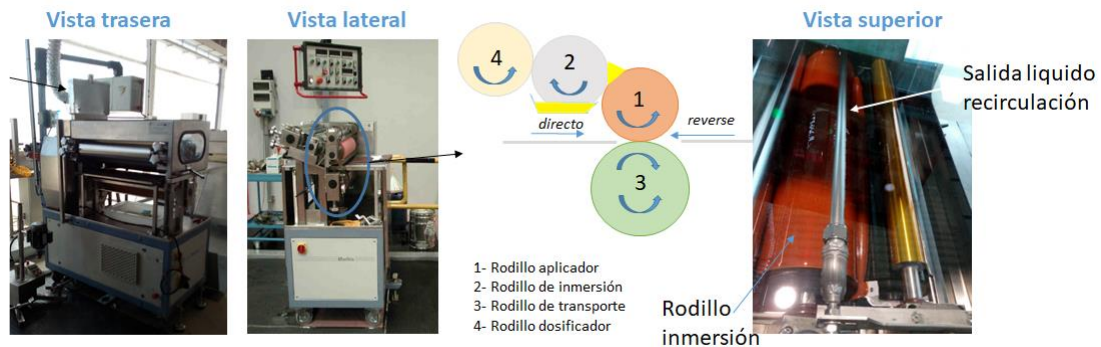 Vista trasera
Vista lateral
4
2
1
directo
reverse
3
1- Rodillo aplicador
2- Rodillo de inmersión
3- Rodillo de transporte
4- Rodillo dosificador
Vista superior
Salida liquido
recirculación
Rodillo
inmersión